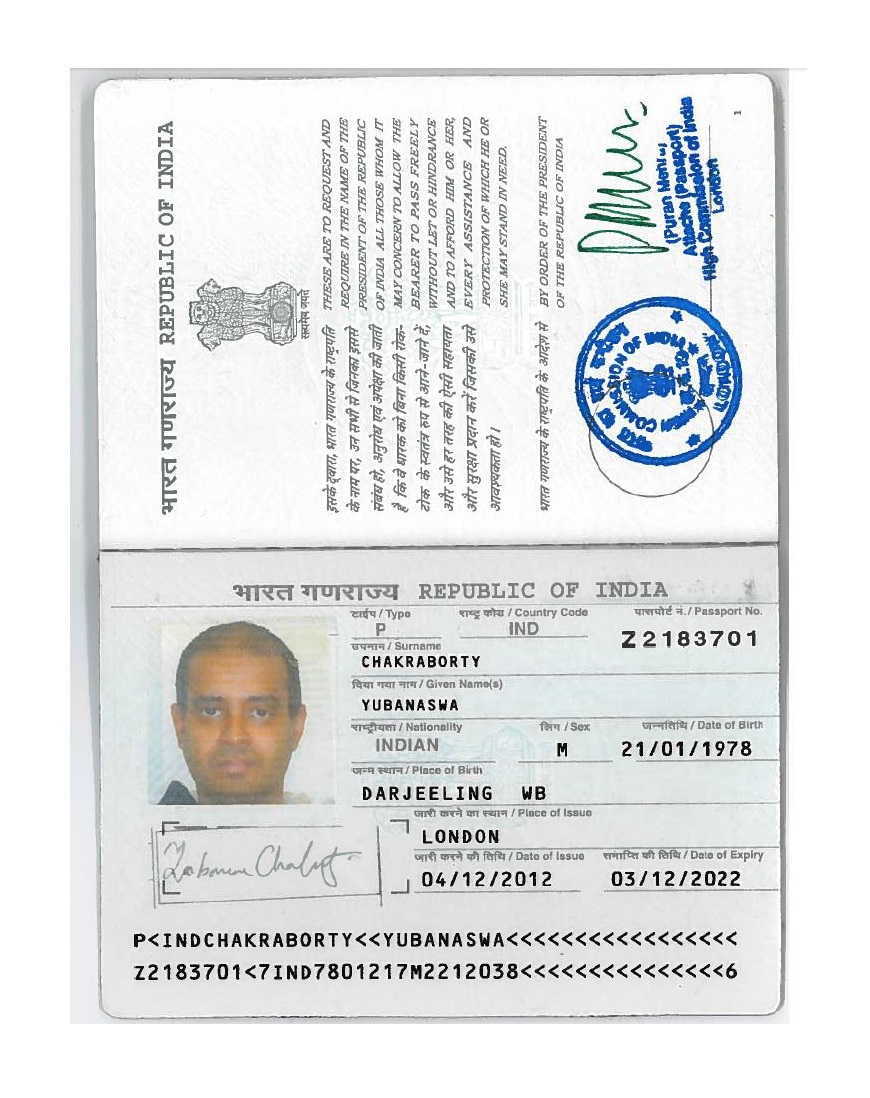 भारत गणराज्य REPUBLIC OF INDIA
सत्यमेव जयते
इसके द्वारा, भारत गणराज्य के राष्ट्रपति
के नाम पर, उन सभी से जिनका इससे
संबंध हो, अनुरोध एवं अपेक्षा की जाती
है कि वे धारक को बिना किसी रोक-
टोक के स्वतंत्र रूप से आने-जाने दें,
और उसे हर तरह की ऐसी सहायता
और सुरक्षा प्रदान करें जिसकी उसे
आवश्यकता हो ।
THESE ARE TO REQUEST AND
REQUIRE IN THE NAME OF THE
PRESIDENT OF THE REPUBLIC
OF INDIA ALL THOSE WHOM IT
MAY CONCERN TO ALLOW THE
BEARER TO PASS FREELY
WITHOUT LET OR HINDRANCE
AND TO AFFORD HIM OR HER,
EVERY ASSISTANCE AND
PROTECTION OF WHICH HE OR
SHE MAY STAND IN NEED.
भारत गणराज्य के राष्ट्रपति के आदेश से
BY ORDER OF THE PRESIDENT
OF THE REPUBLIC OF INDIA
(Puran
Attache (Passport)
High Commission of India
London
1
भारत गणराज्य REPUBLIC OF INDIA
टाईप / Type राष्ट्र कोड / Country Code पासपोर्ट नं. / Passport No.
P IND Z2183701
उपनाम / Surname
CHAKRABORTY
दिया गया नाम / Given Name(s)
YUBANASWA
राष्ट्रीयता / Nationality लिंग / Sex जन्मतिथि / Date of Birth
INDIAN M 21/01/1978
जन्म स्थान / Place of Birth
DARJEELING WB
जारी करने का स्थान / Place of Issue
LONDON
जारी करने की तिथि / Date of Issue समाप्ति की तिथि / Date of Expiry
04/12/2012 03/12/2022
P<INDCHAKRABORTY<<YUBANASWA<<<<<<<<<<<<<<<<<
Z2183701<7IND7801217M2212038<<<<<<<<<<<<<<<6